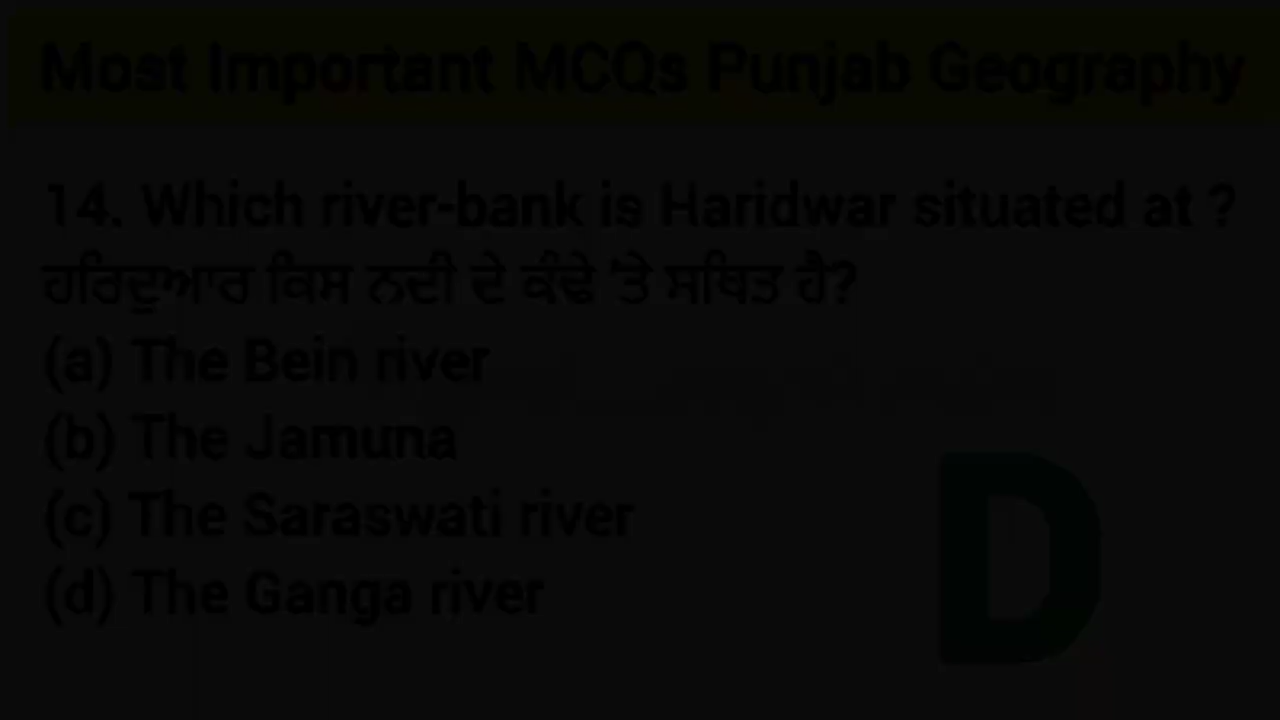 Most Important MCQs Punjab Geography
14. Which river-bank is Haridwar situated at ?
ਹਰਿਦੁਆਰ ਕਿਸ ਨਦੀ ਦੇ ਕੰਢੇ 'ਤੇ ਸਥਿਤ ਹੈ?
(a) The Bein river
(b) The Jamuna
(c) The Saraswati river
(d) The Ganga river
D